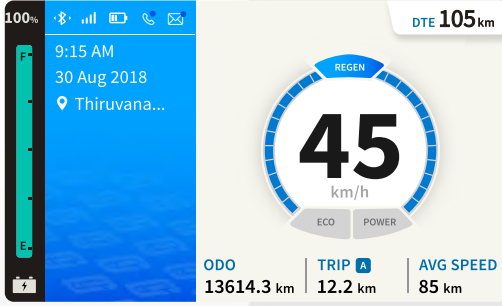 100%
F
E
9:15 AM
30 Aug 2018
Thiruvana...
DTE 105 km
REGEN
45
km/h
ECO
POWER
ODO
13614.3 km
TRIP A
12.2 km
AVG SPEED
85 km